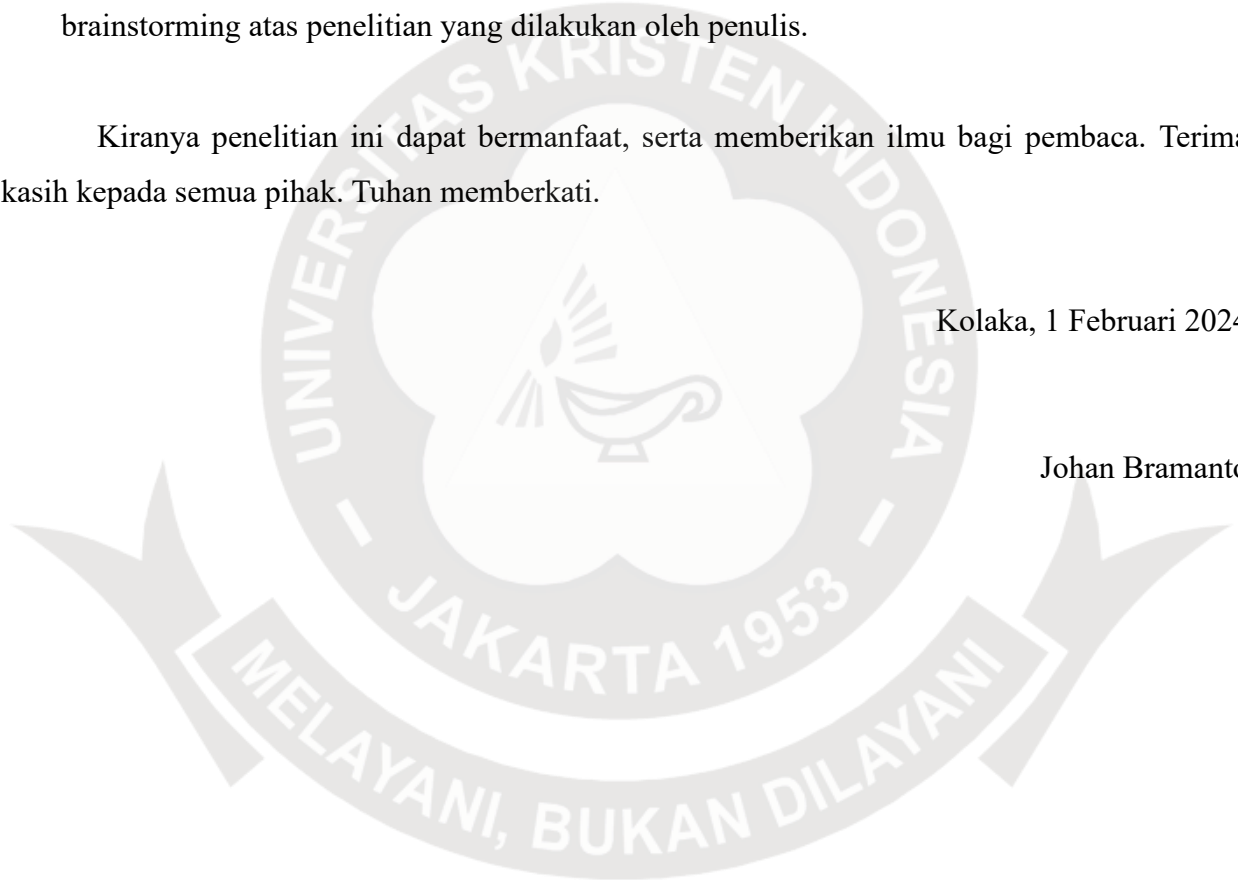 brainstorming atas penelitian yang dilakukan oleh penulis.
Kiranya penelitian ini dapat bermanfaat, serta memberikan ilmu bagi pembaca. Terima
kasih kepada semua pihak. Tuhan memberkati.
Kolaka, 1 Februari 2024
Johan Bramanto
UNIVERSITAS KRISTEN INDONESIA
JAKARTA 1953
MELAYANI, BUKAN DILAYANI